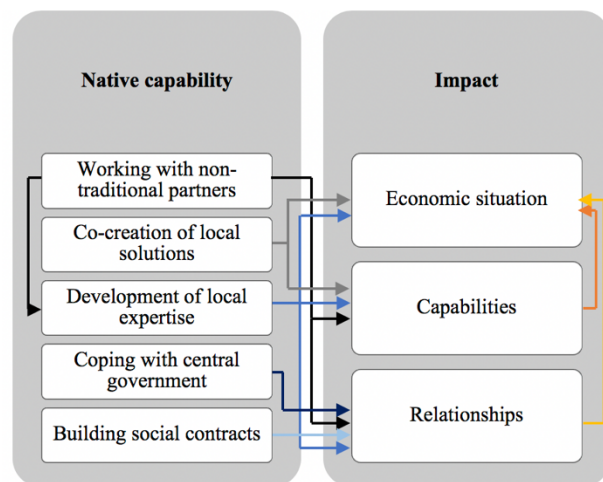 Native capability
Working with non-
traditional partners
Co-creation of local
solutions
Development of local
expertise
Coping with central
government
Building social contracts
Impact
Economic situation
Capabilities
Relationships